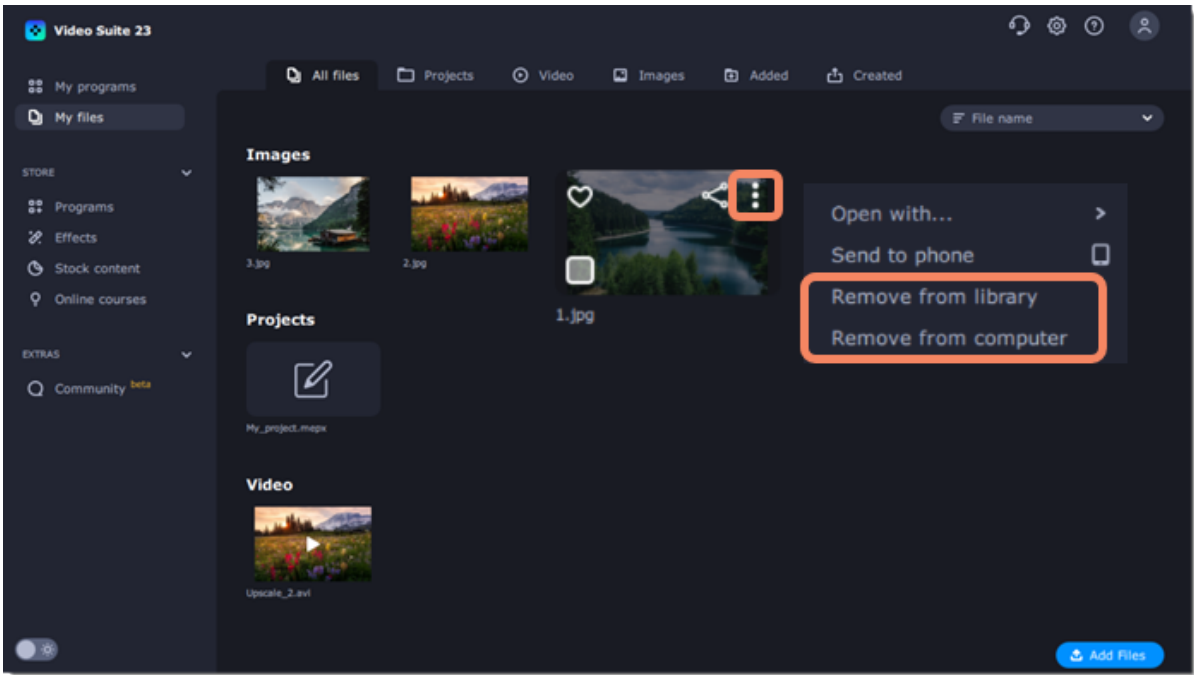 Video Suite 23
My programs
My files
STORE
Programs
Effects
Stock content
Online courses
EXTRAS
Community beta
All files
Projects
Video
Images
Added
Created
File name
Images
3.jpg
2.jpg
1.jpg
Open with...
Send to phone
Remove from library
Remove from computer
Projects
My_project.mepx
Video
Upscale_2.avi
Add Files